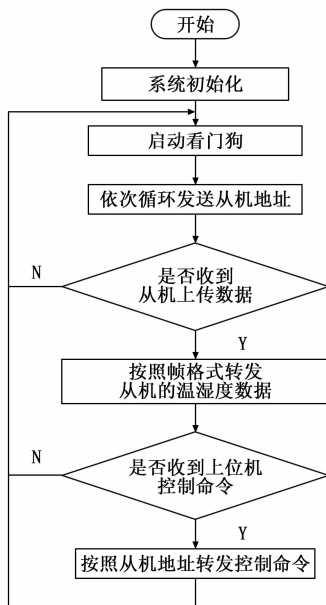 开始
系统初始化
启动看门狗
依次循环发送从机地址
是否收到
从机上传数据
N
Y
按照帧格式转发
从机的温湿度数据
是否收到上位机
控制命令
N
Y
按照从机地址转发控制命令